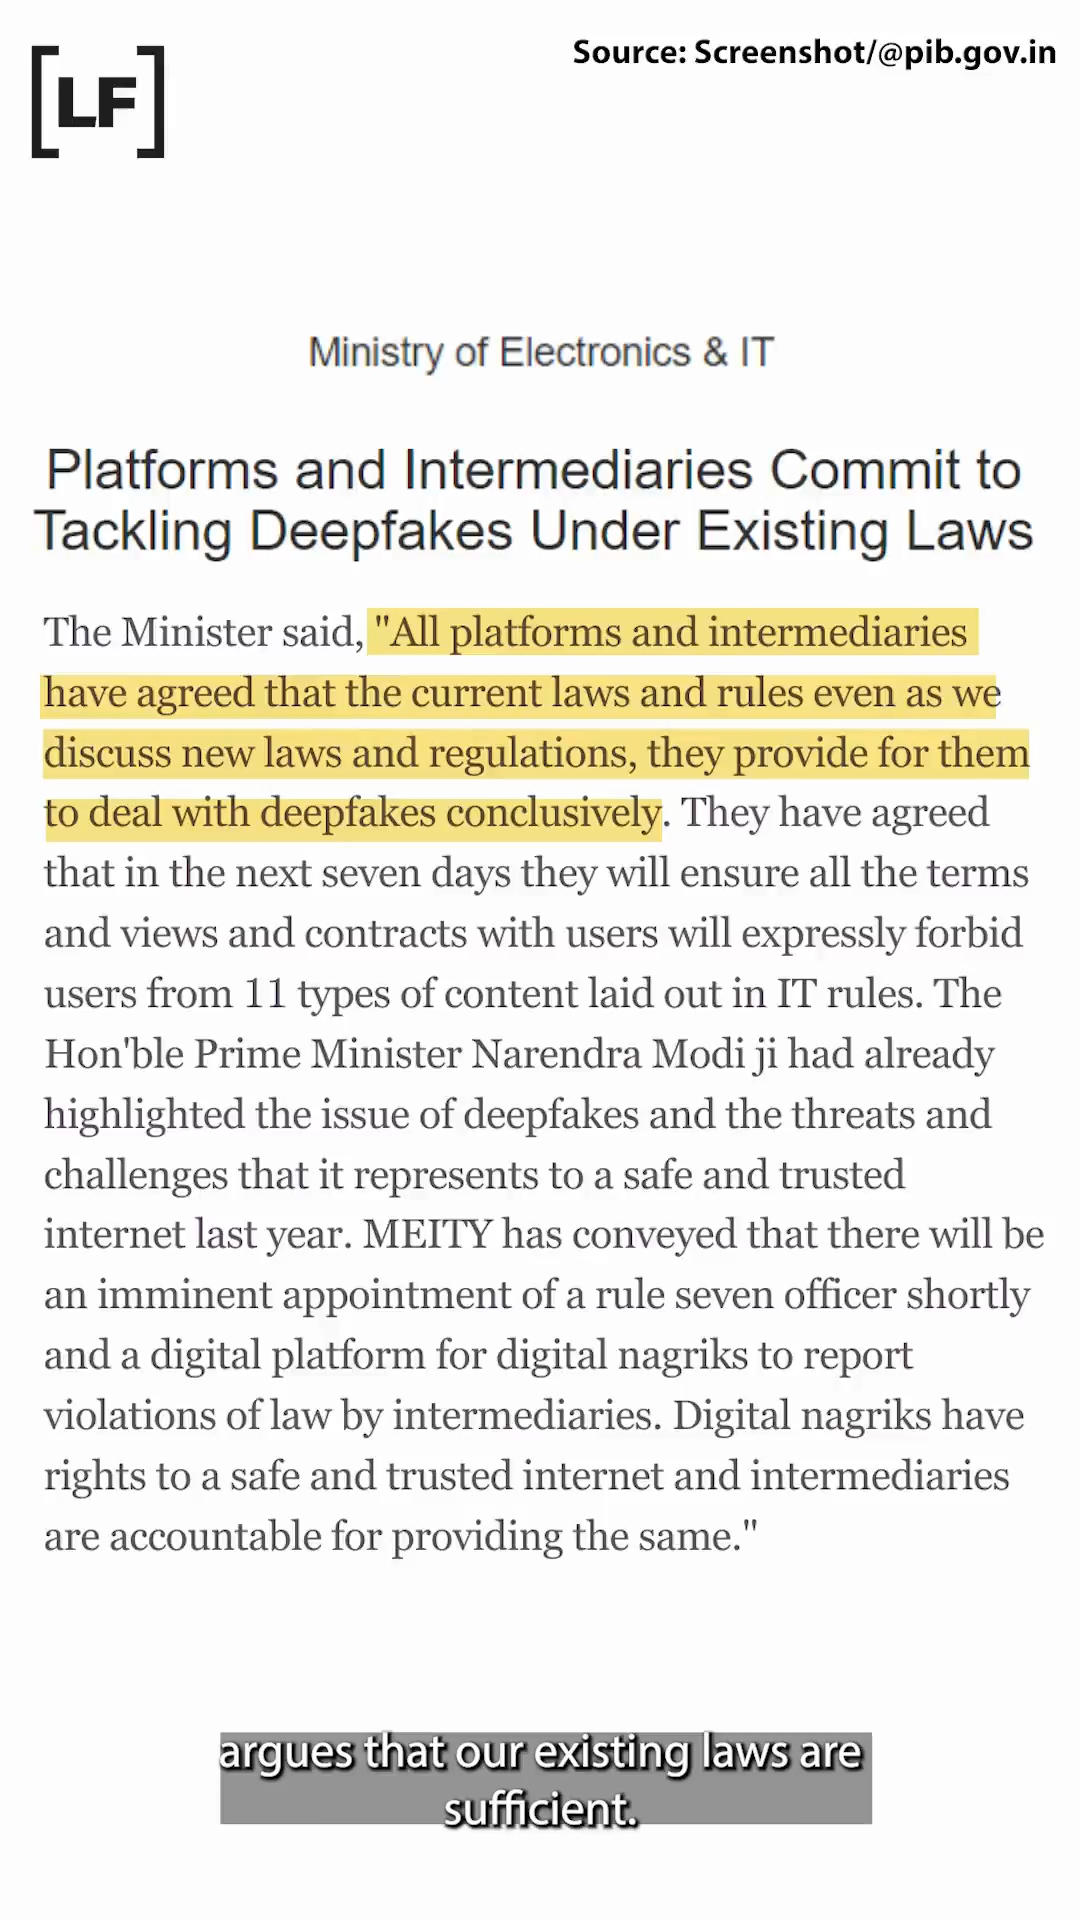 [LF]
Source: Screenshot/@pib.gov.in
Ministry of Electronics & IT
Platforms and Intermediaries Commit to
Tackling Deepfakes Under Existing Laws
The Minister said, "All platforms and intermediaries
have agreed that the current laws and rules even as we
discuss new laws and regulations, they provide for them
to deal with deepfakes conclusively. They have agreed
that in the next seven days they will ensure all the terms
and views and contracts with users will expressly forbid
users from 11 types of content laid out in IT rules. The
Hon'ble Prime Minister Narendra Modi ji had already
highlighted the issue of deepfakes and the threats and
challenges that it represents to a safe and trusted
internet last year. MEITY has conveyed that there will be
an imminent appointment of a rule seven officer shortly
and a digital platform for digital nagriks to report
violations of law by intermediaries. Digital nagriks have
rights to a safe and trusted internet and intermediaries
are accountable for providing the same."
argues that our existing laws are
sufficient.